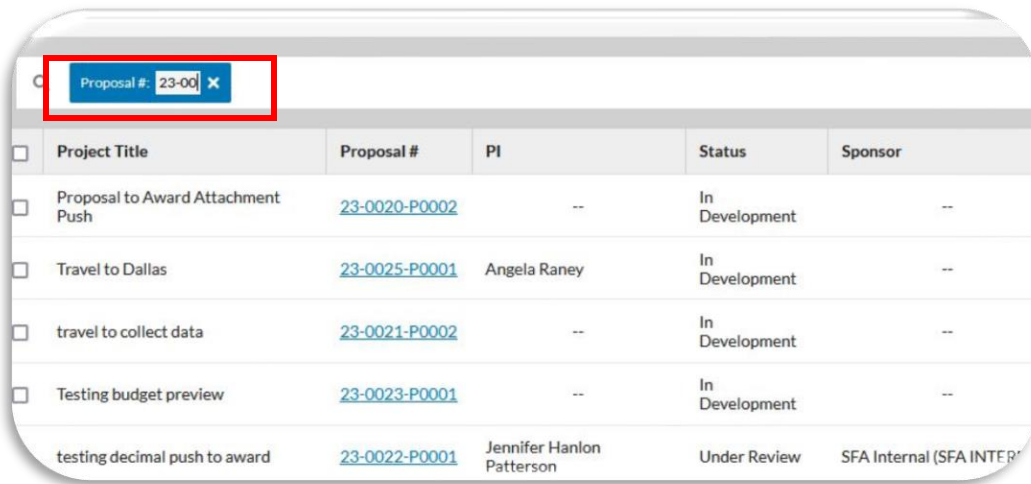 Proposal #: 23-00 ×
Project Title Proposal # PI Status Sponsor
Proposal to Award Attachment
Push
23-0020-P0002 -- In
Development --
Travel to Dallas 23-0025-P0001 Angela Raney In
Development --
travel to collect data 23-0021-P0002 -- In
Development --
Testing budget preview 23-0023-P0001 -- In
Development --
testing decimal push to award 23-0022-P0001 Jennifer Hanlon
Patterson
Under Review SFA Internal (SFA